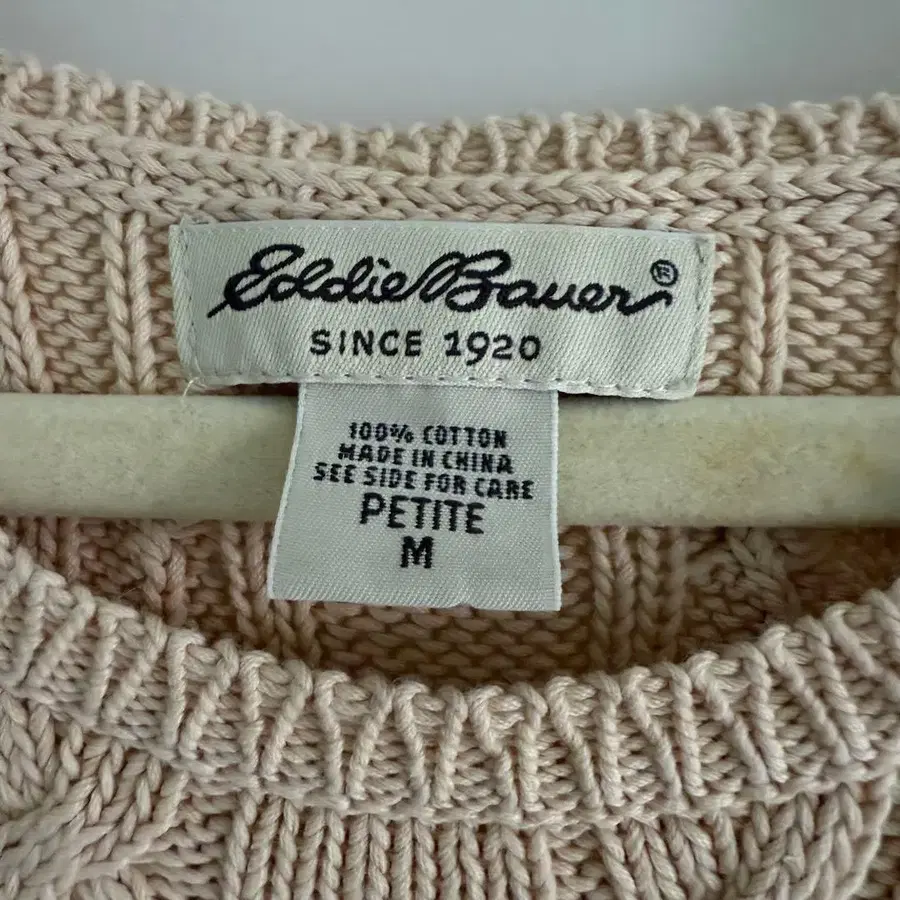 Eddie Bauer®
SINCE 1920
100% COTTON
MADE IN CHINA
SEE SIDE FOR CARE
PETITE
M